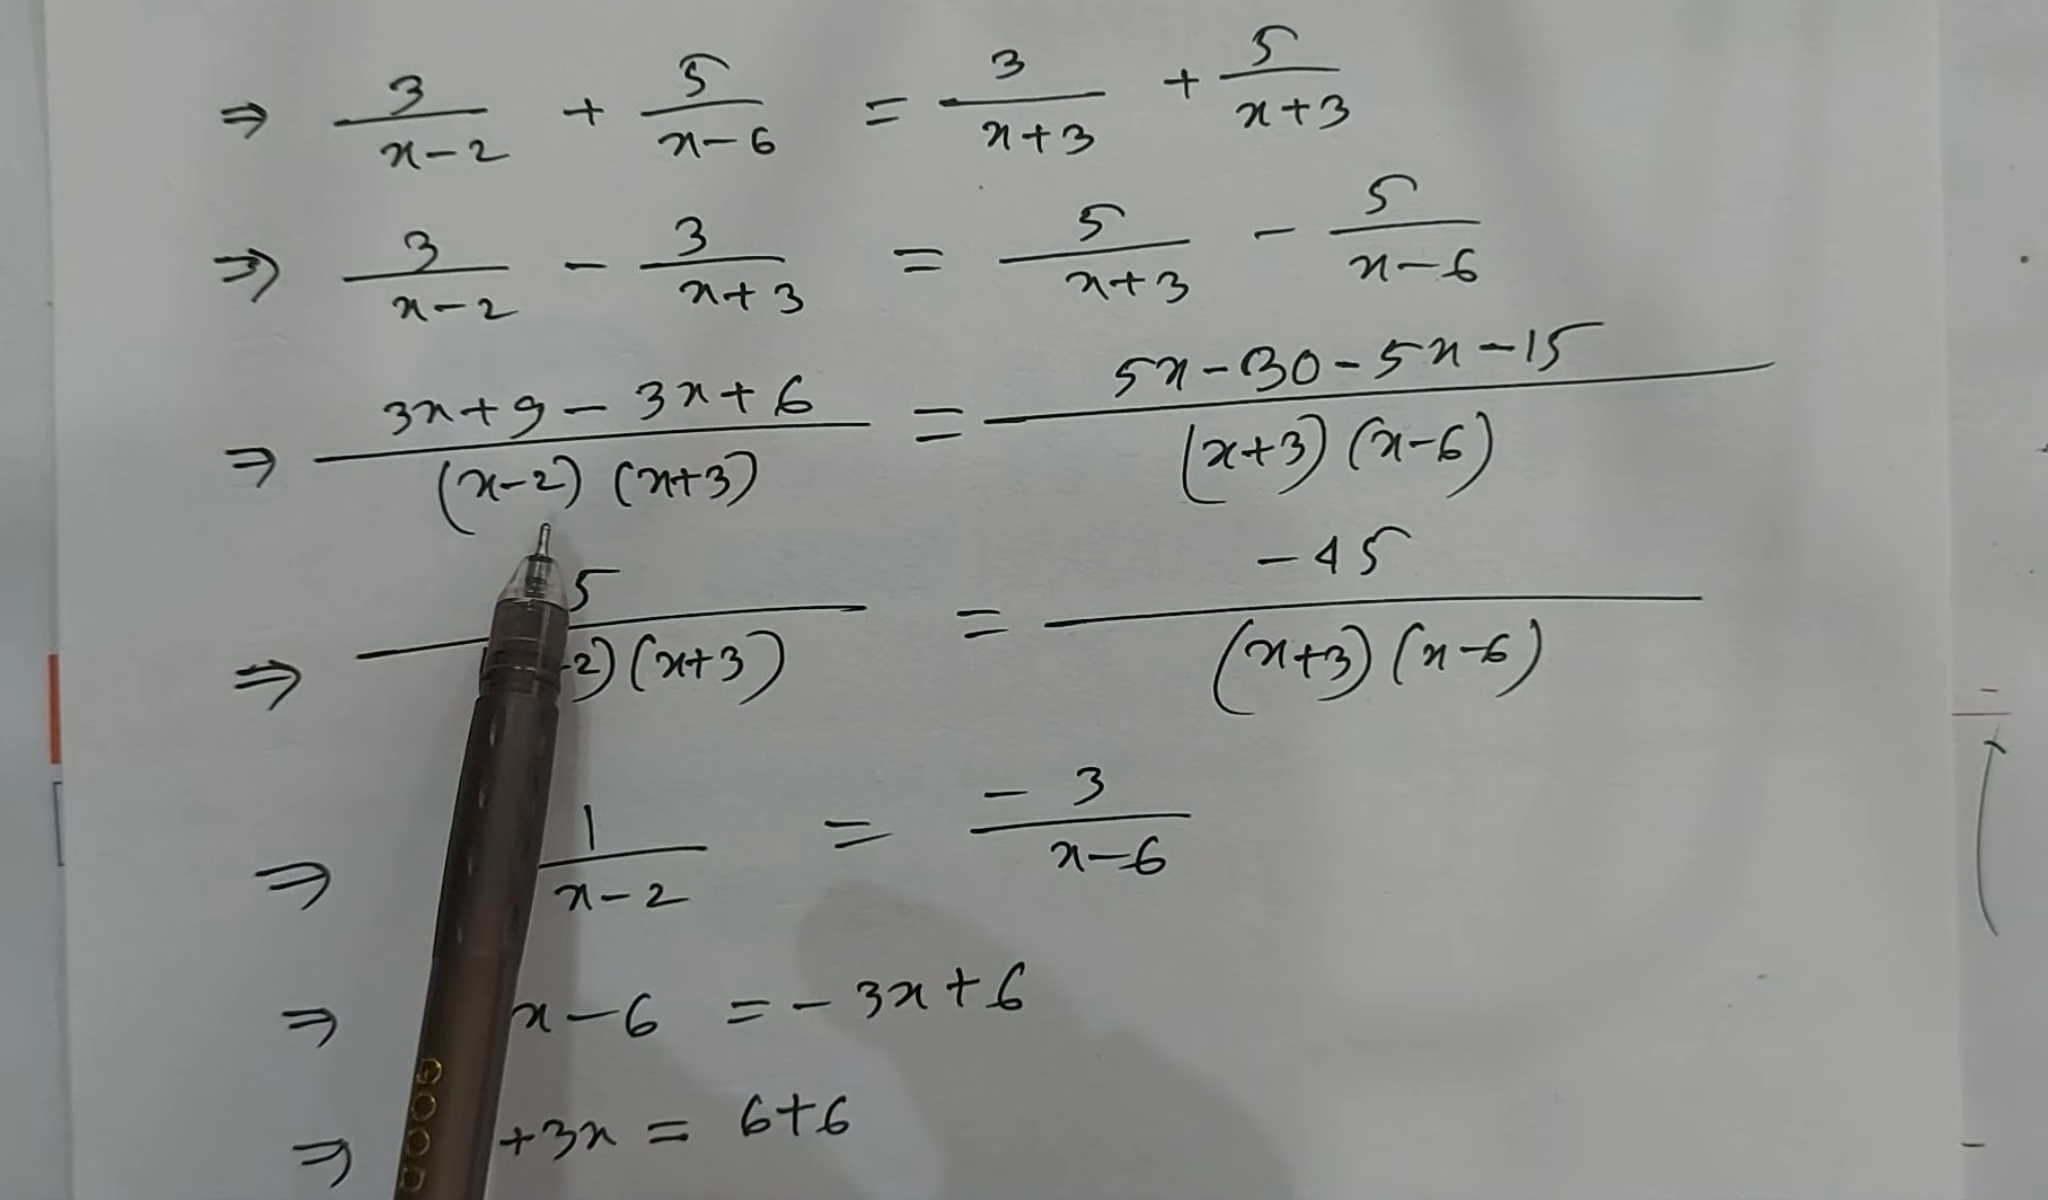 ⇒ 3/(x-2) + 5/(x-6) = 3/(x+3) + 5/(x+3)
⇒ 3/(x-2) - 3/(x+3) = 5/(x+3) - 5/(x-6)
⇒ (3x+9-3x+6)/((x-2)(x+3)) = (5x-30-5x-15)/((x+3)(x-6))
⇒ 5/(-2)(x+3) = -45/((x+3)(x-6))
⇒ 1/(x-2) = -3/(x-6)
⇒ x-6 = -3x+6
⇒ +3x = 6+6
GOOD